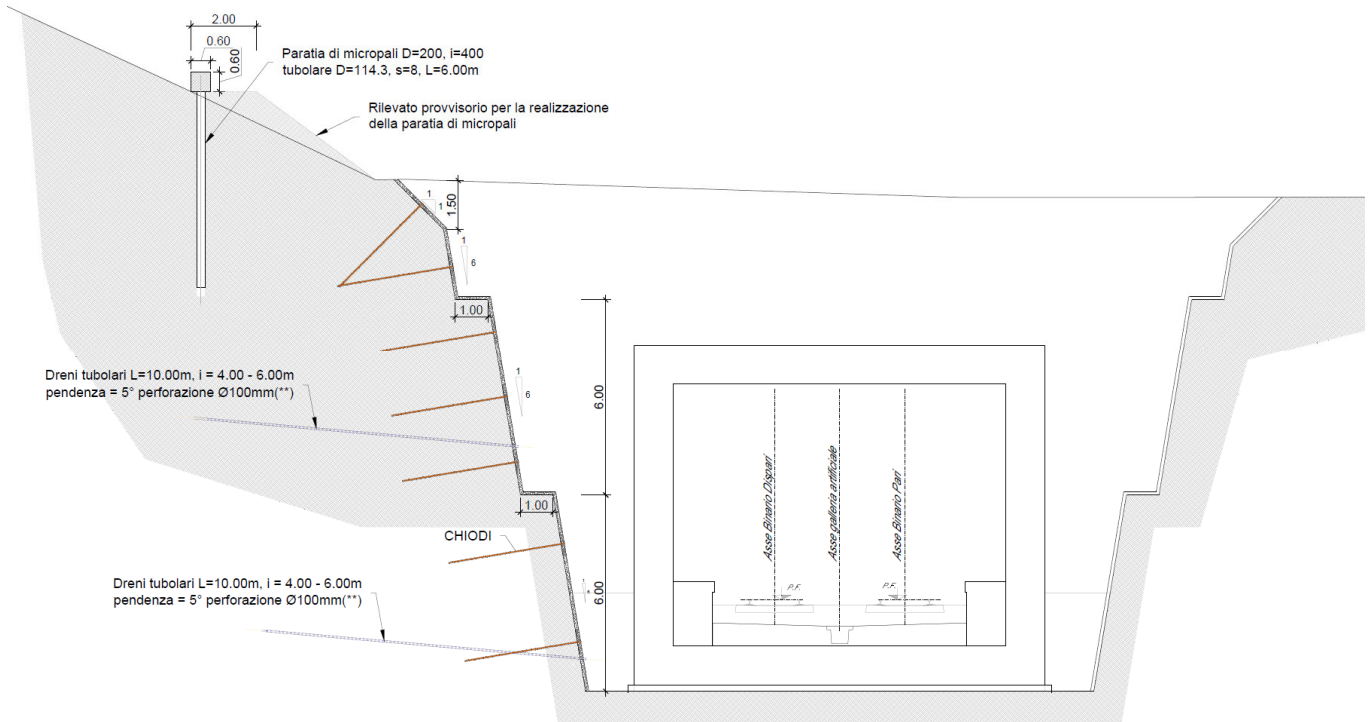 2.00
0.60
0.60
Paratia di micropali D=200, i=400
tubolare D=114.3, s=8, L=6.00m
Rilevato provvisorio per la realizzazione
della paratia di micropali
1
1
1.50
1
6
1.00
Dreni tubolari L=10.00m, i = 4.00 - 6.00m
pendenza = 5° perforazione Ø100mm(**)
1
6
6.00
Asse Binario Dispari
Asse galleria artificiale
Asse Binario Pari
1.00
CHIODI
Dreni tubolari L=10.00m, i = 4.00 - 6.00m
pendenza = 5° perforazione Ø100mm(**)
6.00
P.F.
P.F.